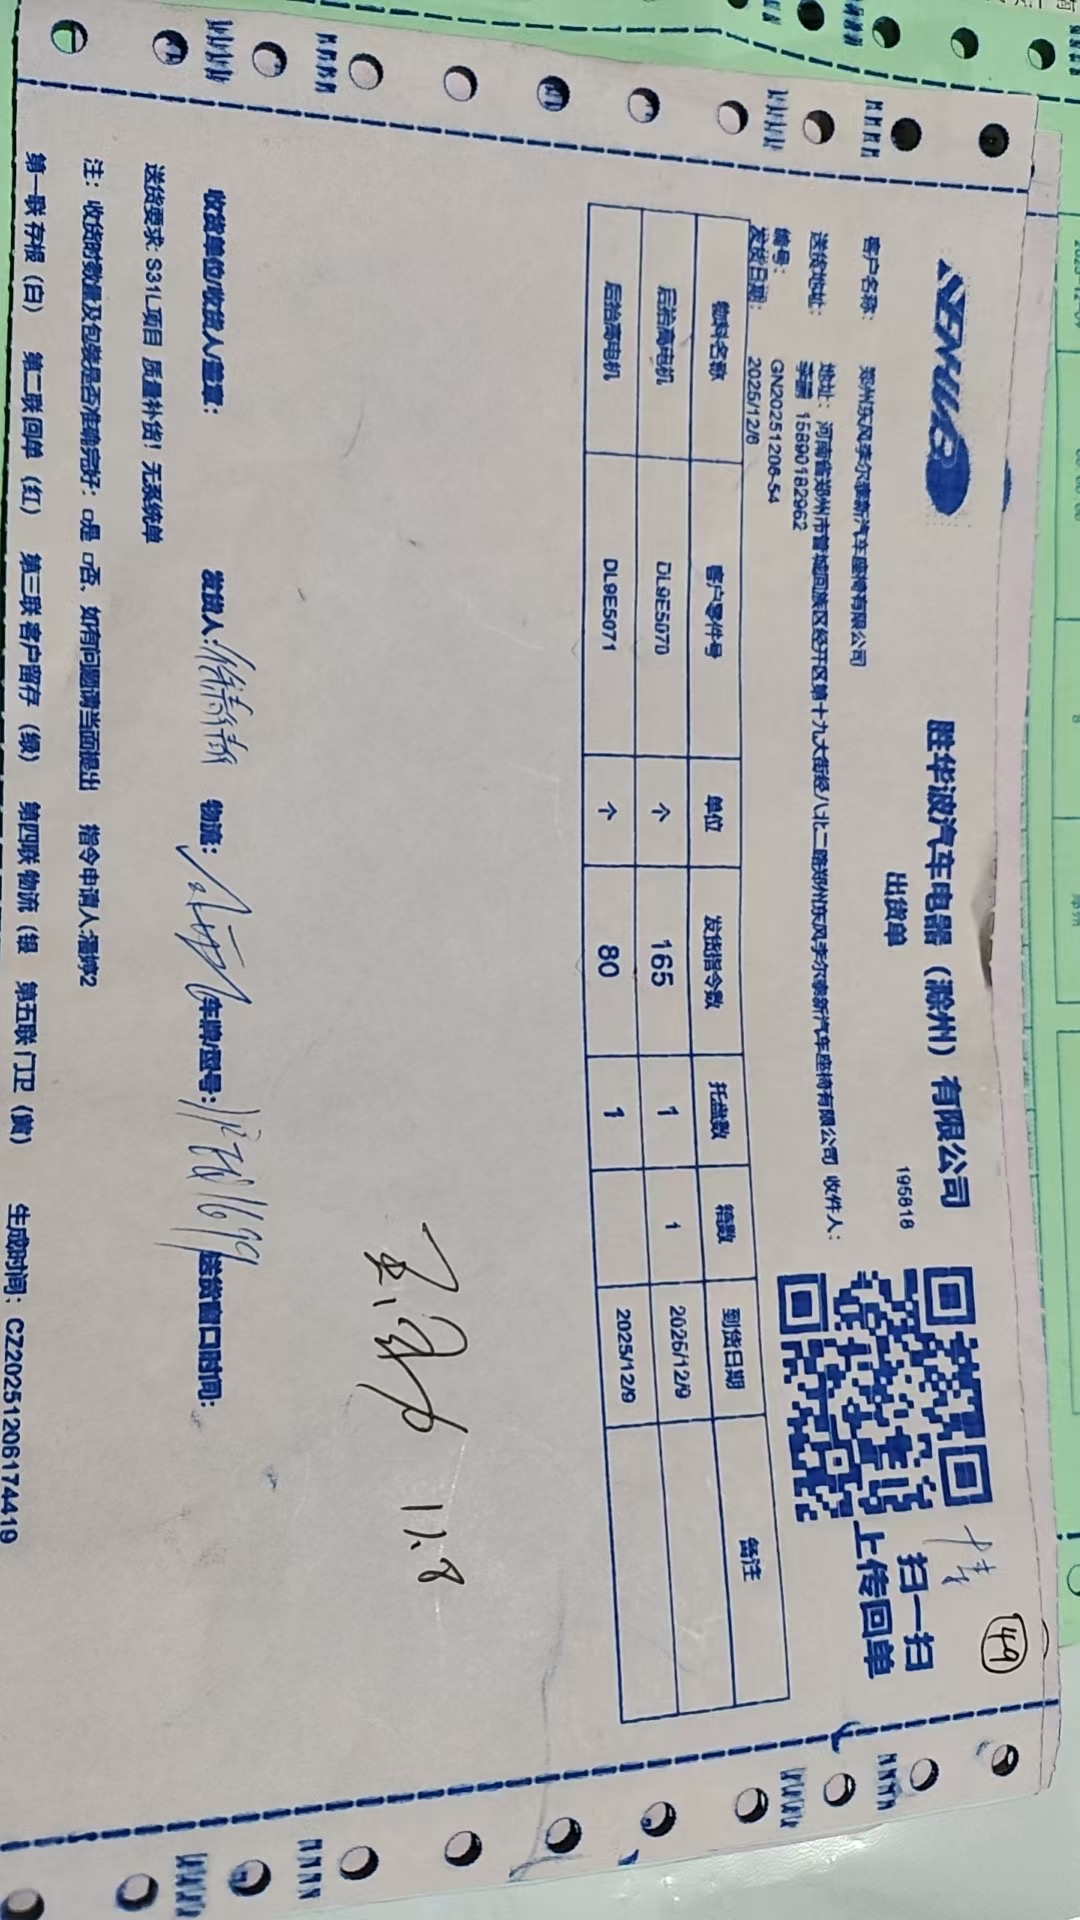 胜华波汽车电器（滁州）有限公司
出货单
195818
扫一扫
上传回单
49
客户名称： 郑州东风李尔泰新汽车座椅有限公司
送货地址： 地址：河南省郑州市管城回族区经开区第十九大街经八北二路郑州东风李尔泰新汽车座椅有限公司 收件人：
15890182962
编号： GN20251206-54
发货日期： 2025/12/6
物料名称 客户零件号 单位 发货指令数 托盘数 箱数 到货日期 备注
后抬高电机 DL9E5070 个 165 1 1 2025/12/9
后抬高电机 DL9E5071 个 80 1 2025/12/9
11.8
收货单位/收货人/盖章： 发货人： 物流： 车牌/型号： 送货窗口时间：
送货要求: S31L项目 质量补货！无系统单
注：收货时数量及包装是否准确完好：□是 □否、如有问题请当面提出 指令申请人:潘婷2
第一联 存根（白） 第二联 回单（红） 第三联 客户留存（绿） 第四联 物流（银 第五联 门卫（黄） 生成时间：CZ20251206174419